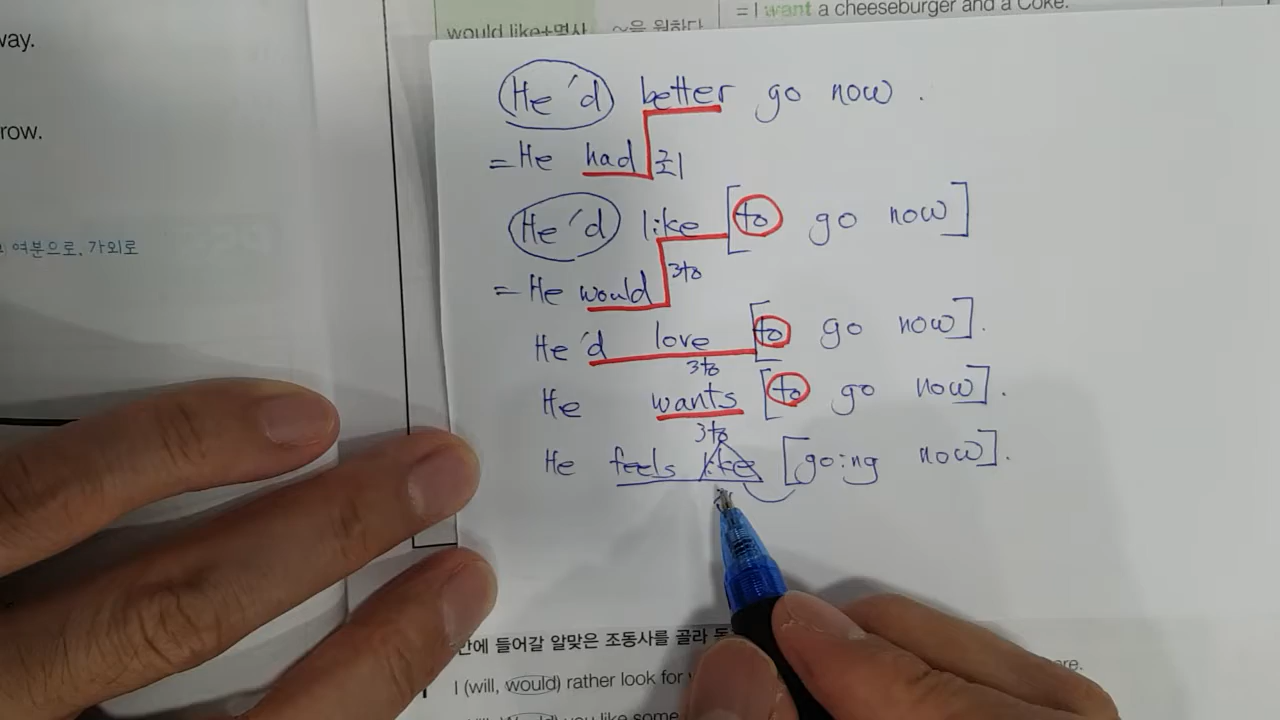 would like+명사 ~을 원하다
= I want a cheeseburger and a Coke.
way.
row.
여분으로, 가외로
He'd better go now.
= He had 조
He'd like [to go now]
= He would 3형
He'd love [to go now].
3형
He wants [to go now].
3형
He feels like [going now].
안에 들어갈 알맞은 조동사를 골라
I (will, would) rather look for
you like some